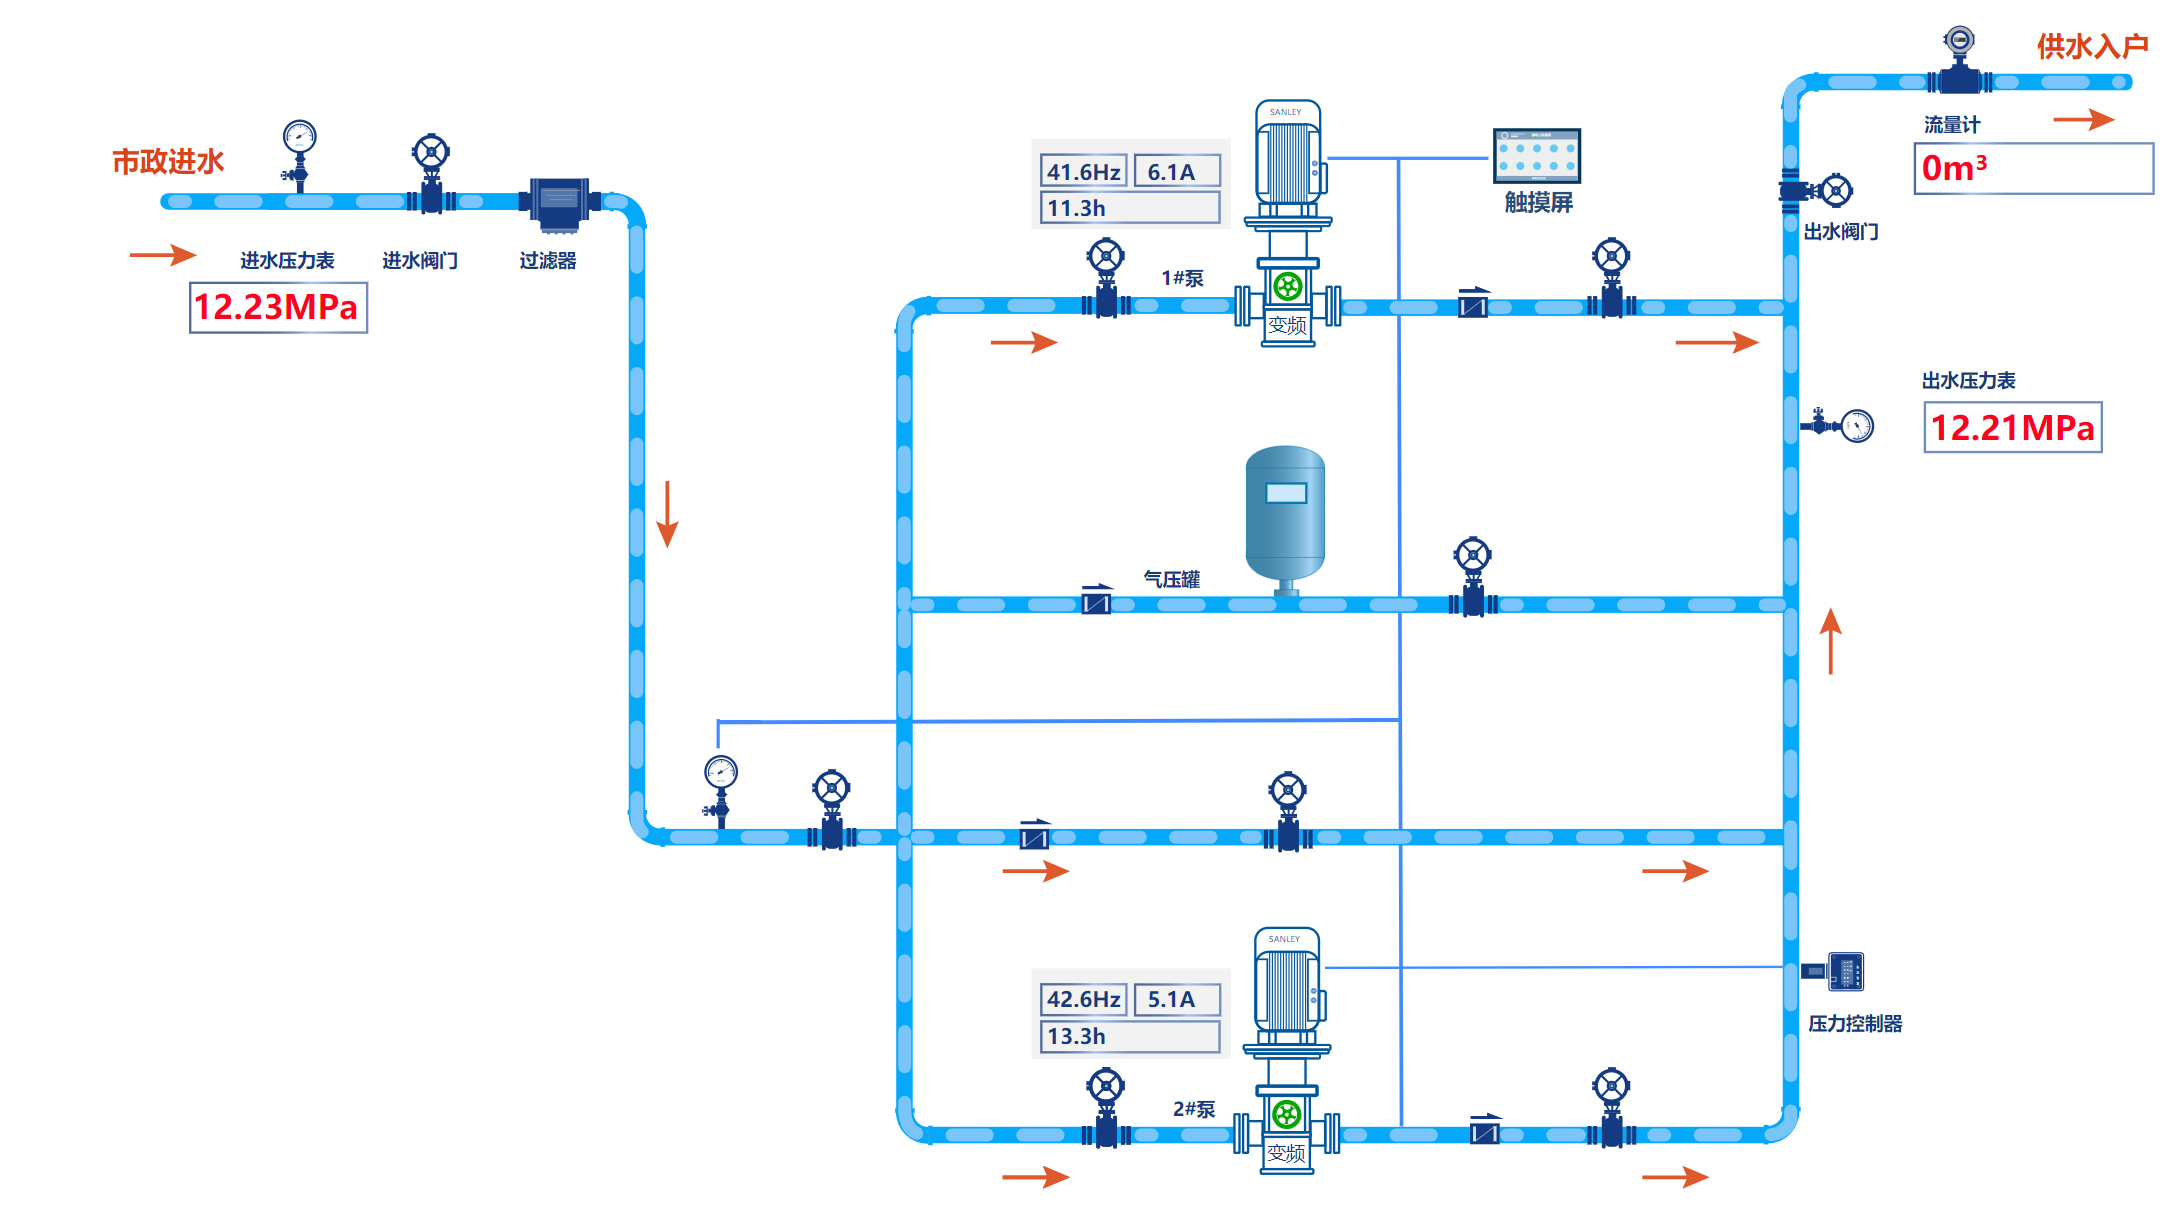 供水入户
流量计
0m³
市政进水
SANLEY
41.6Hz
6.1A
11.3h
触摸屏
出水阀门
进水压力表
进水阀门
过滤器
12.23MPa
1#泵
变频
出水压力表
12.21MPa
气压罐
SANLEY
42.6Hz
5.1A
13.3h
压力控制器
2#泵
变频